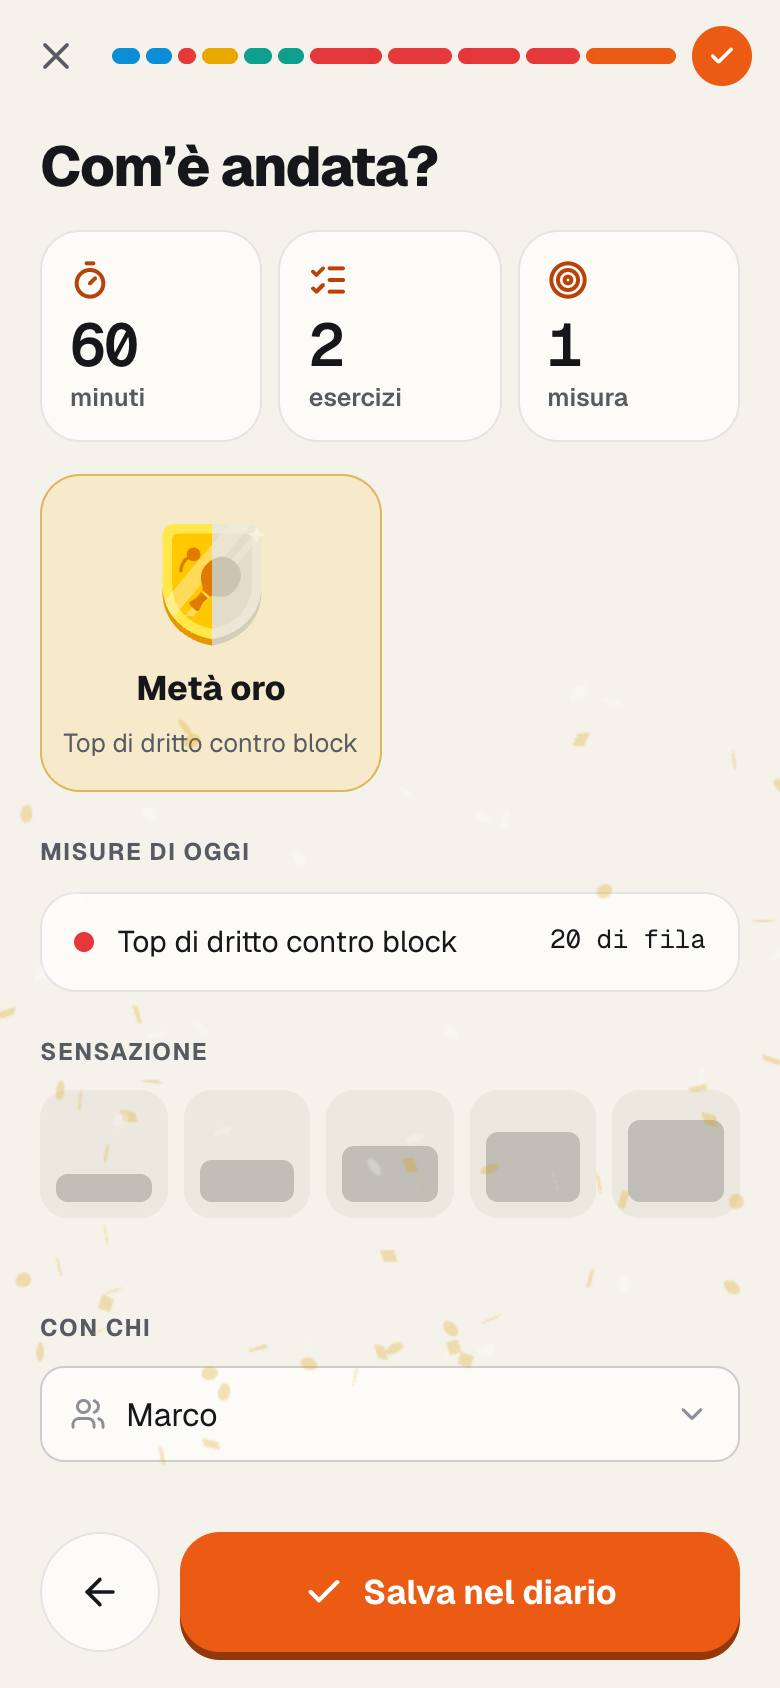 Com’è andata?
60
minuti
2
esercizi
1
misura
Metà oro
Top di dritto contro block
MISURE DI OGGI
Top di dritto contro block
20 di fila
SENSAZIONE
CON CHI
Marco
Salva nel diario